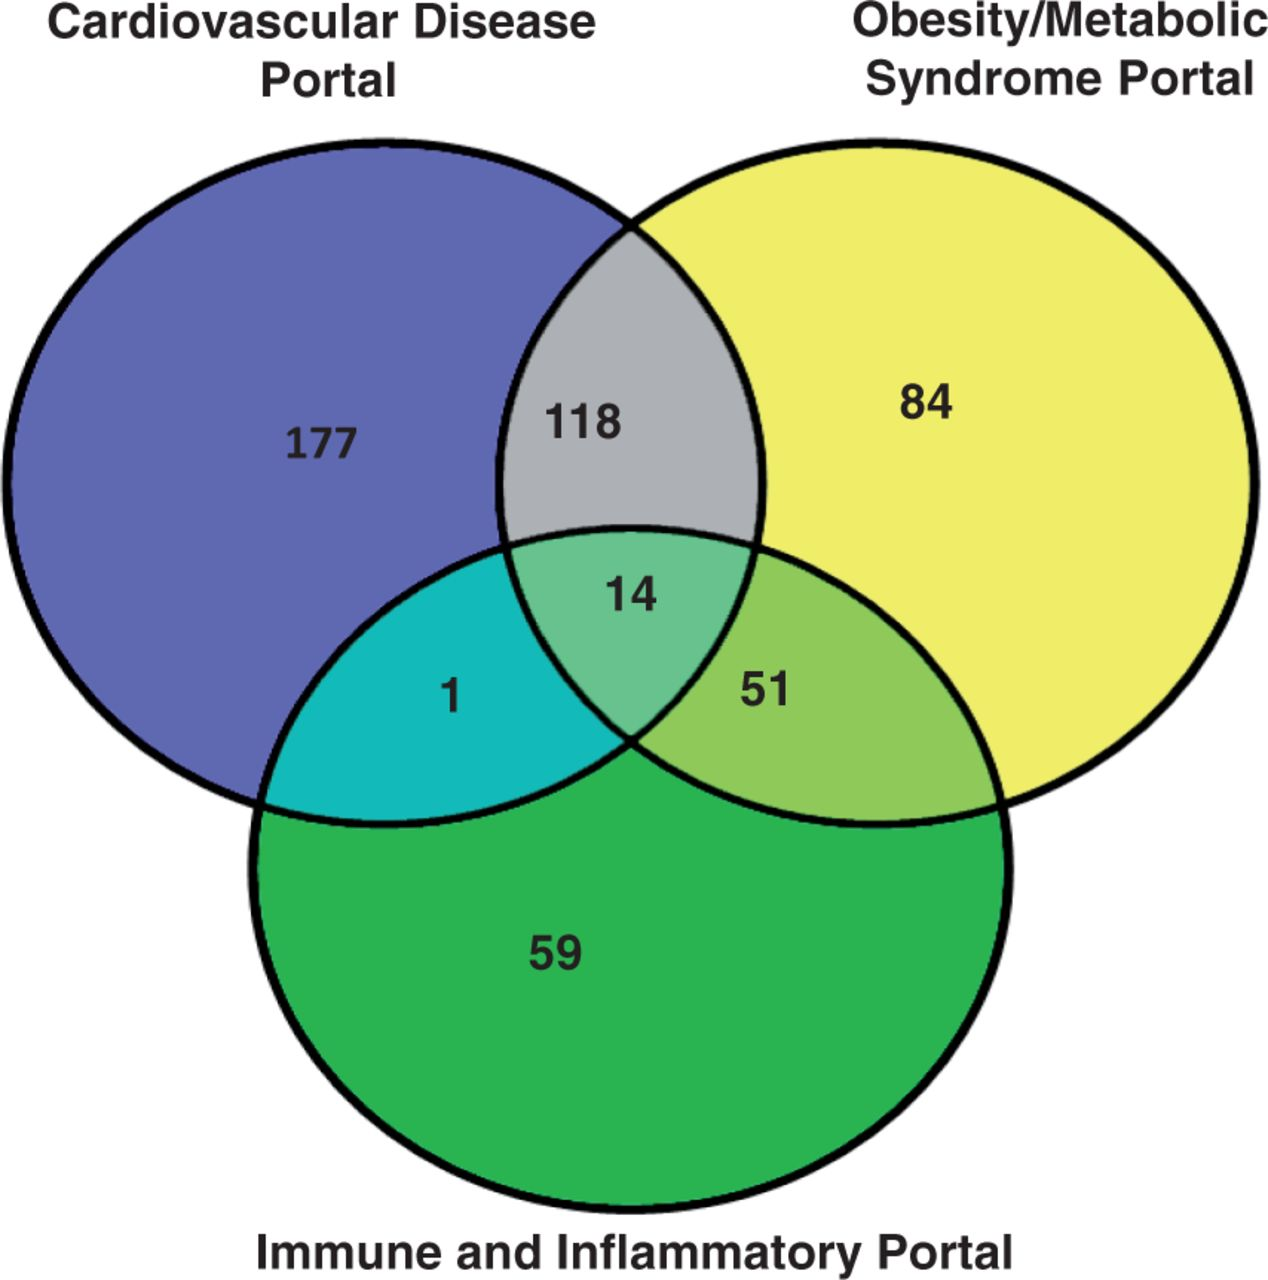 Cardiovascular Disease
Portal
Obesity/Metabolic
Syndrome Portal
177
118
84
14
1
51
59
Immune and Inflammatory Portal